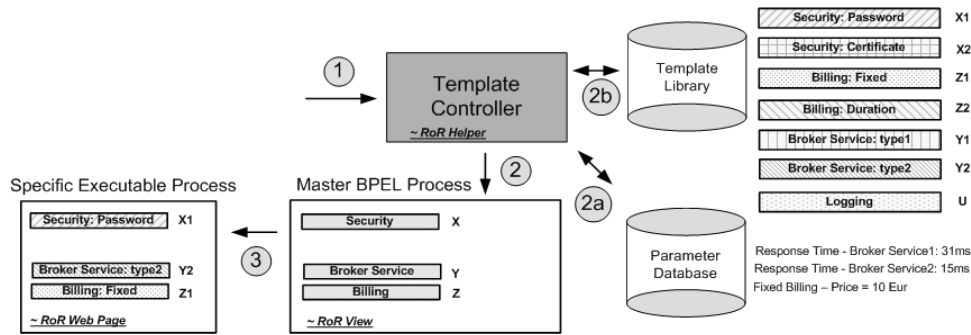 Security: Password X1
Security: Certificate X2
Billing: Fixed Z1
Billing: Duration Z2
Broker Service: type1 Y1
Broker Service: type2 Y2
Logging U
1
Template
Controller
~ RoR Helper
2b
Template
Library
2
2a
Specific Executable Process
Security: Password X1
Broker Service: type2 Y2
Billing: Fixed Z1
~ RoR Web Page
3
Master BPEL Process
Security X
Broker Service Y
Billing Z
~ RoR View
Parameter
Database
Response Time - Broker Service1: 31ms
Response Time - Broker Service2: 15ms
Fixed Billing – Price = 10 Eur